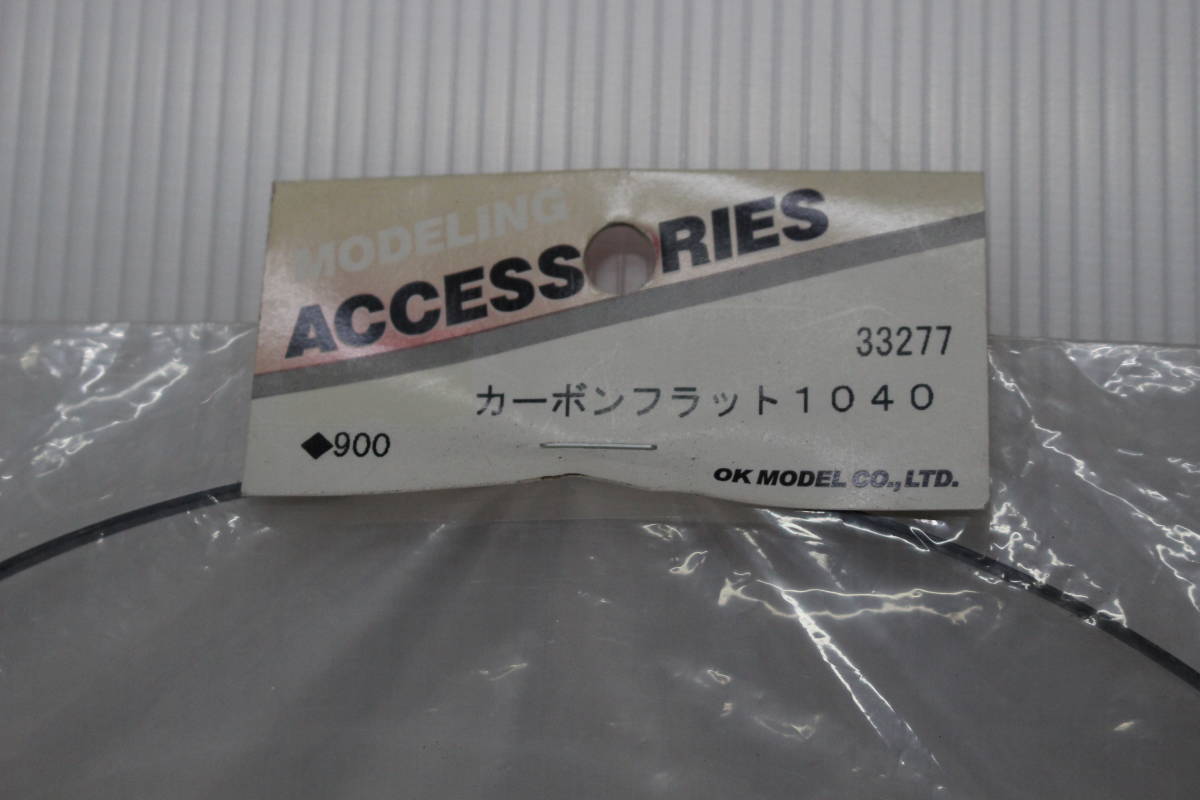 MODELING
ACCESSORIES
33277
カーボンフラット１０４０
◆900
OK MODEL CO.,LTD.